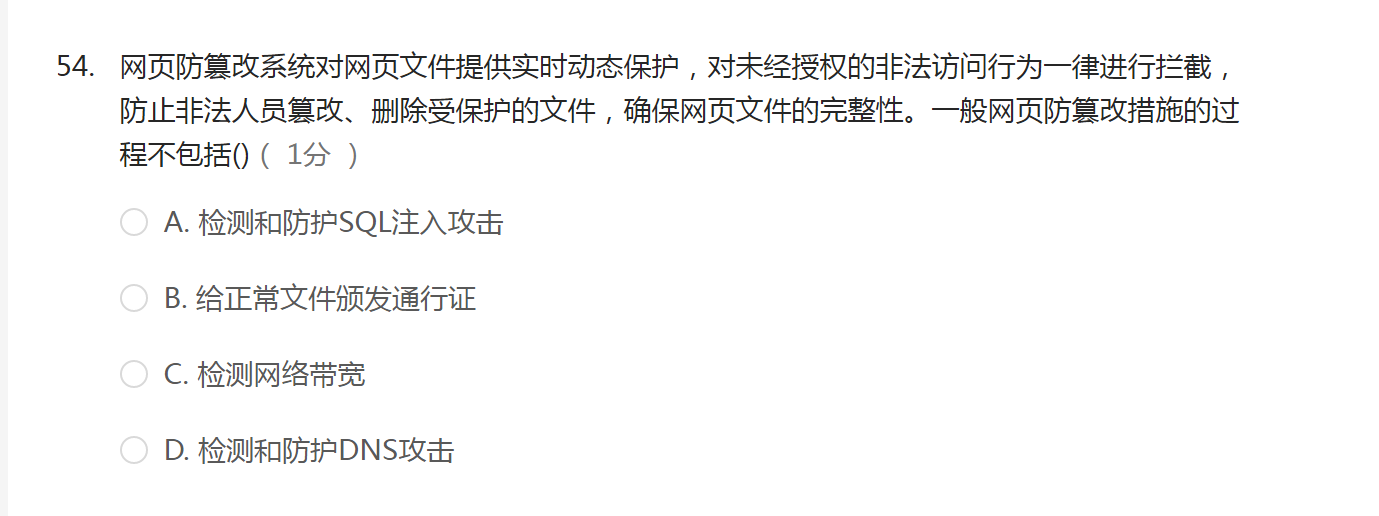 54. 网页防篡改系统对网页文件提供实时动态保护，对未经授权的非法访问行为一律进行拦截，
防止非法人员篡改、删除受保护的文件，确保网页文件的完整性。一般网页防篡改措施的过
程不包括()（ 1分 ）
A. 检测和防护SQL注入攻击
B. 给正常文件颁发通行证
C. 检测网络带宽
D. 检测和防护DNS攻击